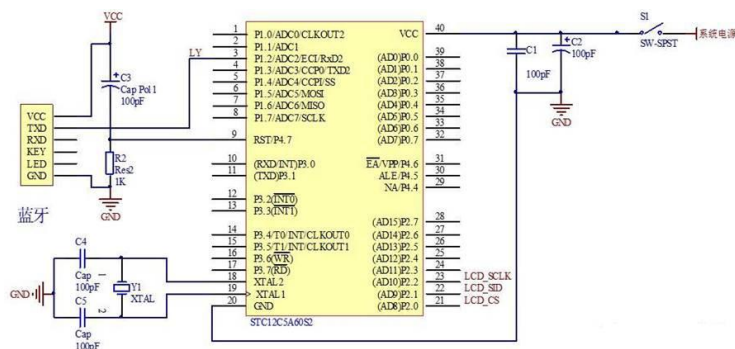 VCC
C3
Cap Pol1
100pF
LY
VCC
TXD
RXD
KEY
LED
GND
蓝牙
R2
Res2
1K
GND
C4
Cap
100pF
GND
C5
Cap
100pF
1
2
Y1
XTAL
1 P1.0/ADC0/CLKOUT2
2 P1.1/ADC1
3 P1.2/ADC2/ECI/RxD2
4 P1.3/ADC3/CCP0/TXD2
5 P1.4/ADC4/CCP1/SS
6 P1.5/ADC5/MOSI
7 P1.6/ADC6/MISO
8 P1.7/ADC7/SCLK
9 RST/P4.7
10 (RXD/INT)P3.0
11 (TXD)P3.1
12 P3.2(INT0)
13 P3.3(INT1)
14 P3.4/T0/INT/CLKOUT0
15 P3.5/T1/INT/CLKOUT1
16 P3.6(WR)
17 P3.7(RD)
18 XTAL2
19 XTAL1
20 GND
STC12C5A60S2
VCC 40
(AD0)P0.0 39
(AD1)P0.1 38
(AD2)P0.2 37
(AD3)P0.3 36
(AD4)P0.4 35
(AD5)P0.5 34
(AD6)P0.6 33
(AD7)P0.7 32
EA/VPP/P4.6 31
ALE/P4.5 30
NA/P4.4 29
(AD15)P2.7 28
(AD14)P2.6 27
(AD13)P2.5 26
(AD12)P2.4 25
(AD11)P2.3 24
(AD10)P2.2 23 LCD_SCLK
(AD9)P2.1 22 LCD_SID
(AD8)P2.0 21 LCD_CS
C1
100pF
C2
100pF
GND
S1
SW-SPST
系统电源